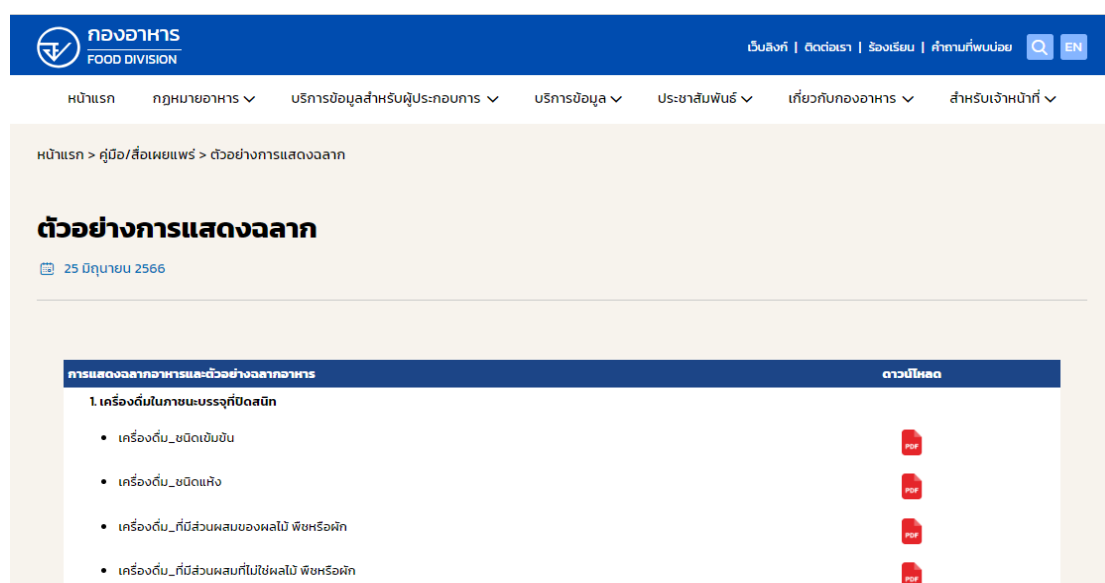 กองอาหาร
FOOD DIVISION
เว็บลิงก์ | ติดต่อเรา | ร้องเรียน | คำถามที่พบบ่อย EN
หน้าแรก กฎหมายอาหาร บริการข้อมูลสำหรับผู้ประกอบการ บริการข้อมูล ประชาสัมพันธ์ เกี่ยวกับกองอาหาร สำหรับเจ้าหน้าที่
หน้าแรก > คู่มือ/สื่อเผยแพร่ > ตัวอย่างการแสดงฉลาก
ตัวอย่างการแสดงฉลาก
25 มิถุนายน 2566
การแสดงฉลากอาหารและตัวอย่างฉลากอาหาร ดาวน์โหลด
1. เครื่องดื่มในภาชนะบรรจุที่ปิดสนิท
• เครื่องดื่ม_ชนิดเข้มข้น PDF
• เครื่องดื่ม_ชนิดแห้ง PDF
• เครื่องดื่ม_ที่มีส่วนผสมของผลไม้ พืชหรือผัก PDF
• เครื่องดื่ม_ที่มีส่วนผสมที่ไม่ใช่ผลไม้ พืชหรือผัก PDF